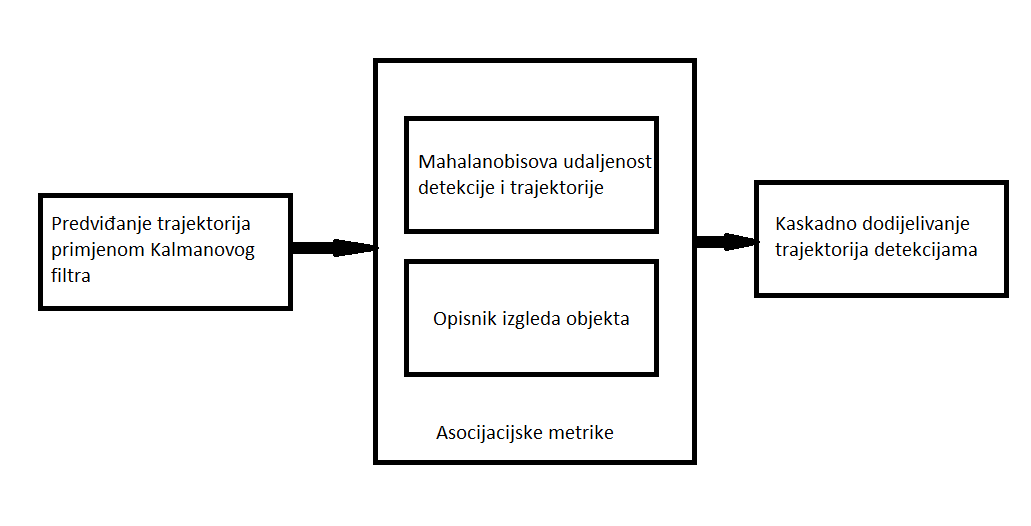 Predviđanje trajektorija
primjenom Kalmanovog
filtra
Mahalanobisova udaljenost
detekcije i trajektorije
Opisnik izgleda objekta
Asocijacijske metrike
Kaskadno dodijelivanje
trajektorija detekcijama